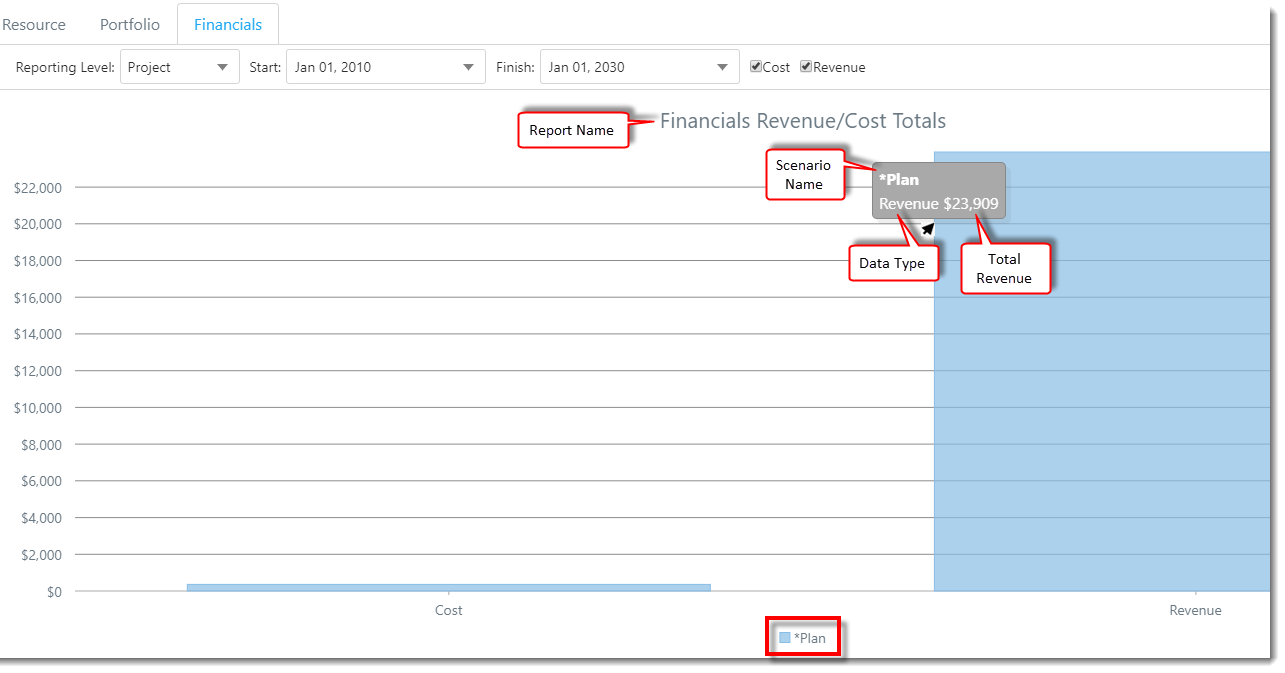 Resource Portfolio Financials
Reporting Level: Project Start: Jan 01, 2010 Finish: Jan 01, 2030 Cost Revenue
Report Name
Financials Revenue/Cost Totals
Scenario
Name
*Plan
Revenue $23,909
Data Type
Total
Revenue
$22,000
$20,000
$18,000
$16,000
$14,000
$12,000
$10,000
$8,000
$6,000
$4,000
$2,000
$0
Cost Revenue
*Plan